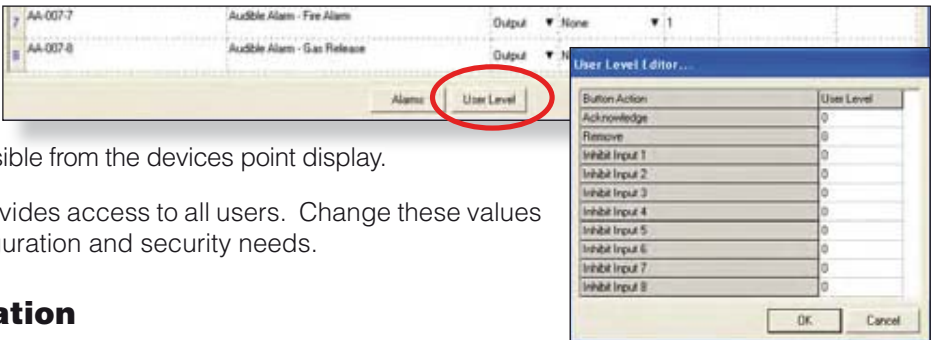 7 AA-007-7 Audible Alarm - Fire Alarm Output ▼ None ▼ 1
8 AA-007-8 Audible Alarm - Gas Release Output ▼ N
Alarms User Level
sible from the devices point display.
vides access to all users. Change these values
guration and security needs.
ation
User Level Editor...
Button Action User Level
Acknowledge 0
Remove 0
Inhibit Input 1 0
Inhibit Input 2 0
Inhibit Input 3 0
Inhibit Input 4 0
Inhibit Input 5 0
Inhibit Input 6 0
Inhibit Input 7 0
Inhibit Input 8 0
OK Cancel